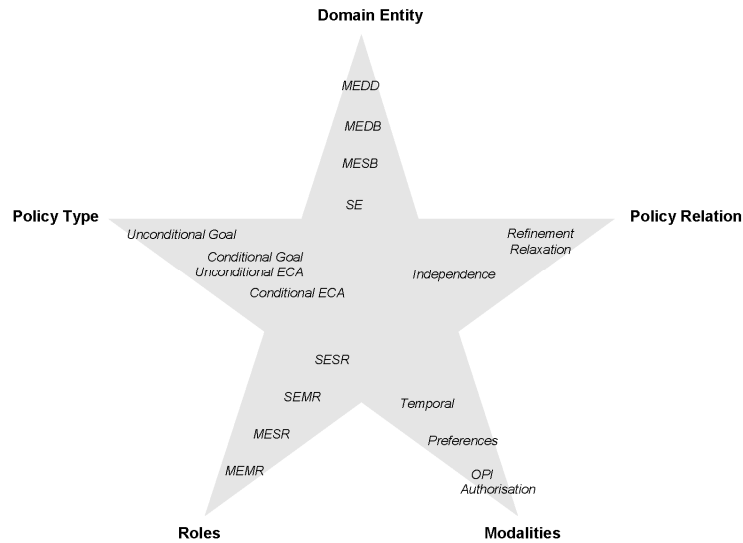 Domain Entity
MEDD
MEDB
MESB
SE
Policy Type
Policy Relation
Unconditional Goal
Conditional Goal
Unconditional ECA
Conditional ECA
Refinement
Relaxation
Independence
SESR
SEMR
MESR
MEMR
Temporal
Preferences
OPI
Authorisation
Roles
Modalities